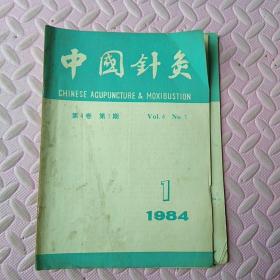 中國針灸
CHINESE ACUPUNCTURE & MOXIBUSTION
第4卷 第1期 Vol.4 No.1
1
1984